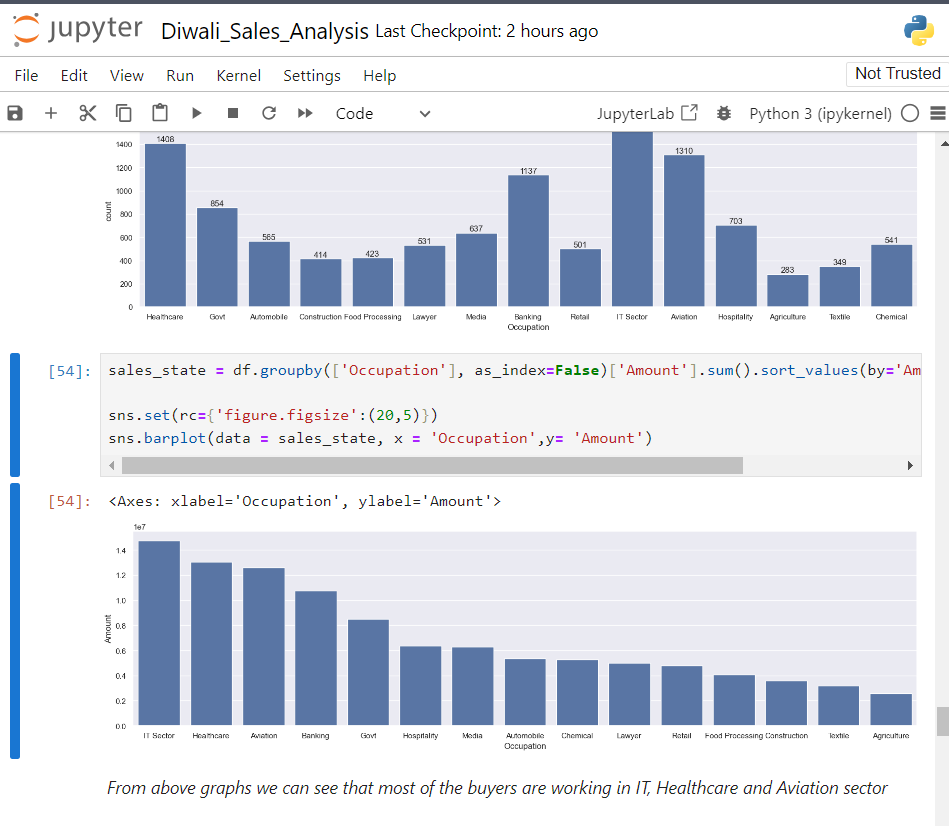 jupyter Diwali_Sales_Analysis Last Checkpoint: 2 hours ago
File Edit View Run Kernel Settings Help Not Trusted
Code JupyterLab Python 3 (ipykernel)
1400 1200 1000 800 600 400 200 0
count
1408 854 565 414 423 531 637 1137 501 1310 703 283 349 541
Healthcare Govt Automobile Construction Food Processing Lawyer Media Banking Retail IT Sector Aviation Hospitality Agriculture Textile Chemical
Occupation
[54]: sales_state = df.groupby(['Occupation'], as_index=False)['Amount'].sum().sort_values(by='Am
sns.set(rc={'figure.figsize':(20,5)})
sns.barplot(data = sales_state, x = 'Occupation',y= 'Amount')
[54]: <Axes: xlabel='Occupation', ylabel='Amount'>
1e7
1.4 1.2 1.0 0.8 0.6 0.4 0.2 0.0
Amount
IT Sector Healthcare Aviation Banking Govt Hospitality Media Automobile Chemical Lawyer Retail Food Processing Construction Textile Agriculture
Occupation
From above graphs we can see that most of the buyers are working in IT, Healthcare and Aviation sector